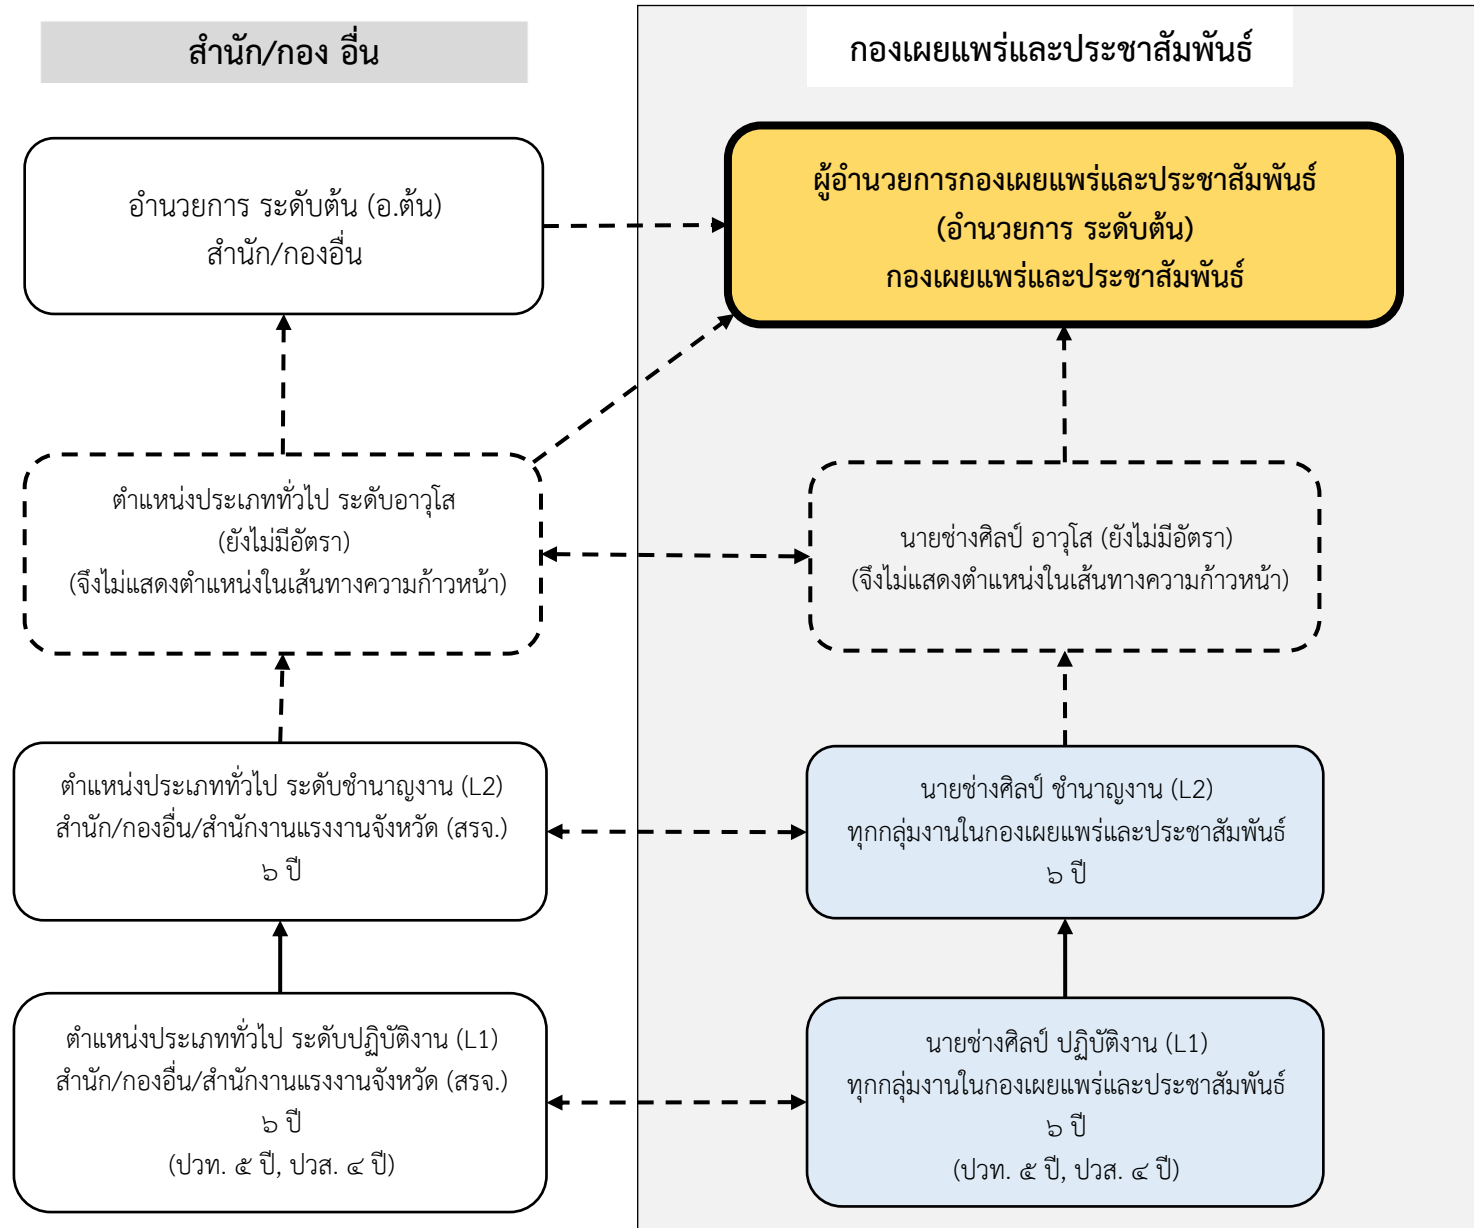 สำนัก/กอง อื่น
กองเผยแพร่และประชาสัมพันธ์
อำนวยการ ระดับต้น (อ.ต้น)
สำนัก/กองอื่น
ผู้อำนวยการกองเผยแพร่และประชาสัมพันธ์
(อำนวยการ ระดับต้น)
กองเผยแพร่และประชาสัมพันธ์
ตำแหน่งประเภททั่วไป ระดับอาวุโส
(ยังไม่มีอัตรา)
(จึงไม่แสดงตำแหน่งในเส้นทางความก้าวหน้า)
นายช่างศิลป์ อาวุโส (ยังไม่มีอัตรา)
(จึงไม่แสดงตำแหน่งในเส้นทางความก้าวหน้า)
ตำแหน่งประเภททั่วไป ระดับชำนาญงาน (L2)
สำนัก/กองอื่น/สำนักงานแรงงานจังหวัด (สรจ.)
๖ ปี
นายช่างศิลป์ ชำนาญงาน (L2)
ทุกกลุ่มงานในกองเผยแพร่และประชาสัมพันธ์
๖ ปี
ตำแหน่งประเภททั่วไป ระดับปฏิบัติงาน (L1)
สำนัก/กองอื่น/สำนักงานแรงงานจังหวัด (สรจ.)
๖ ปี
(ปวท. ๕ ปี, ปวส. ๔ ปี)
นายช่างศิลป์ ปฏิบัติงาน (L1)
ทุกกลุ่มงานในกองเผยแพร่และประชาสัมพันธ์
๖ ปี
(ปวท. ๕ ปี, ปวส. ๔ ปี)